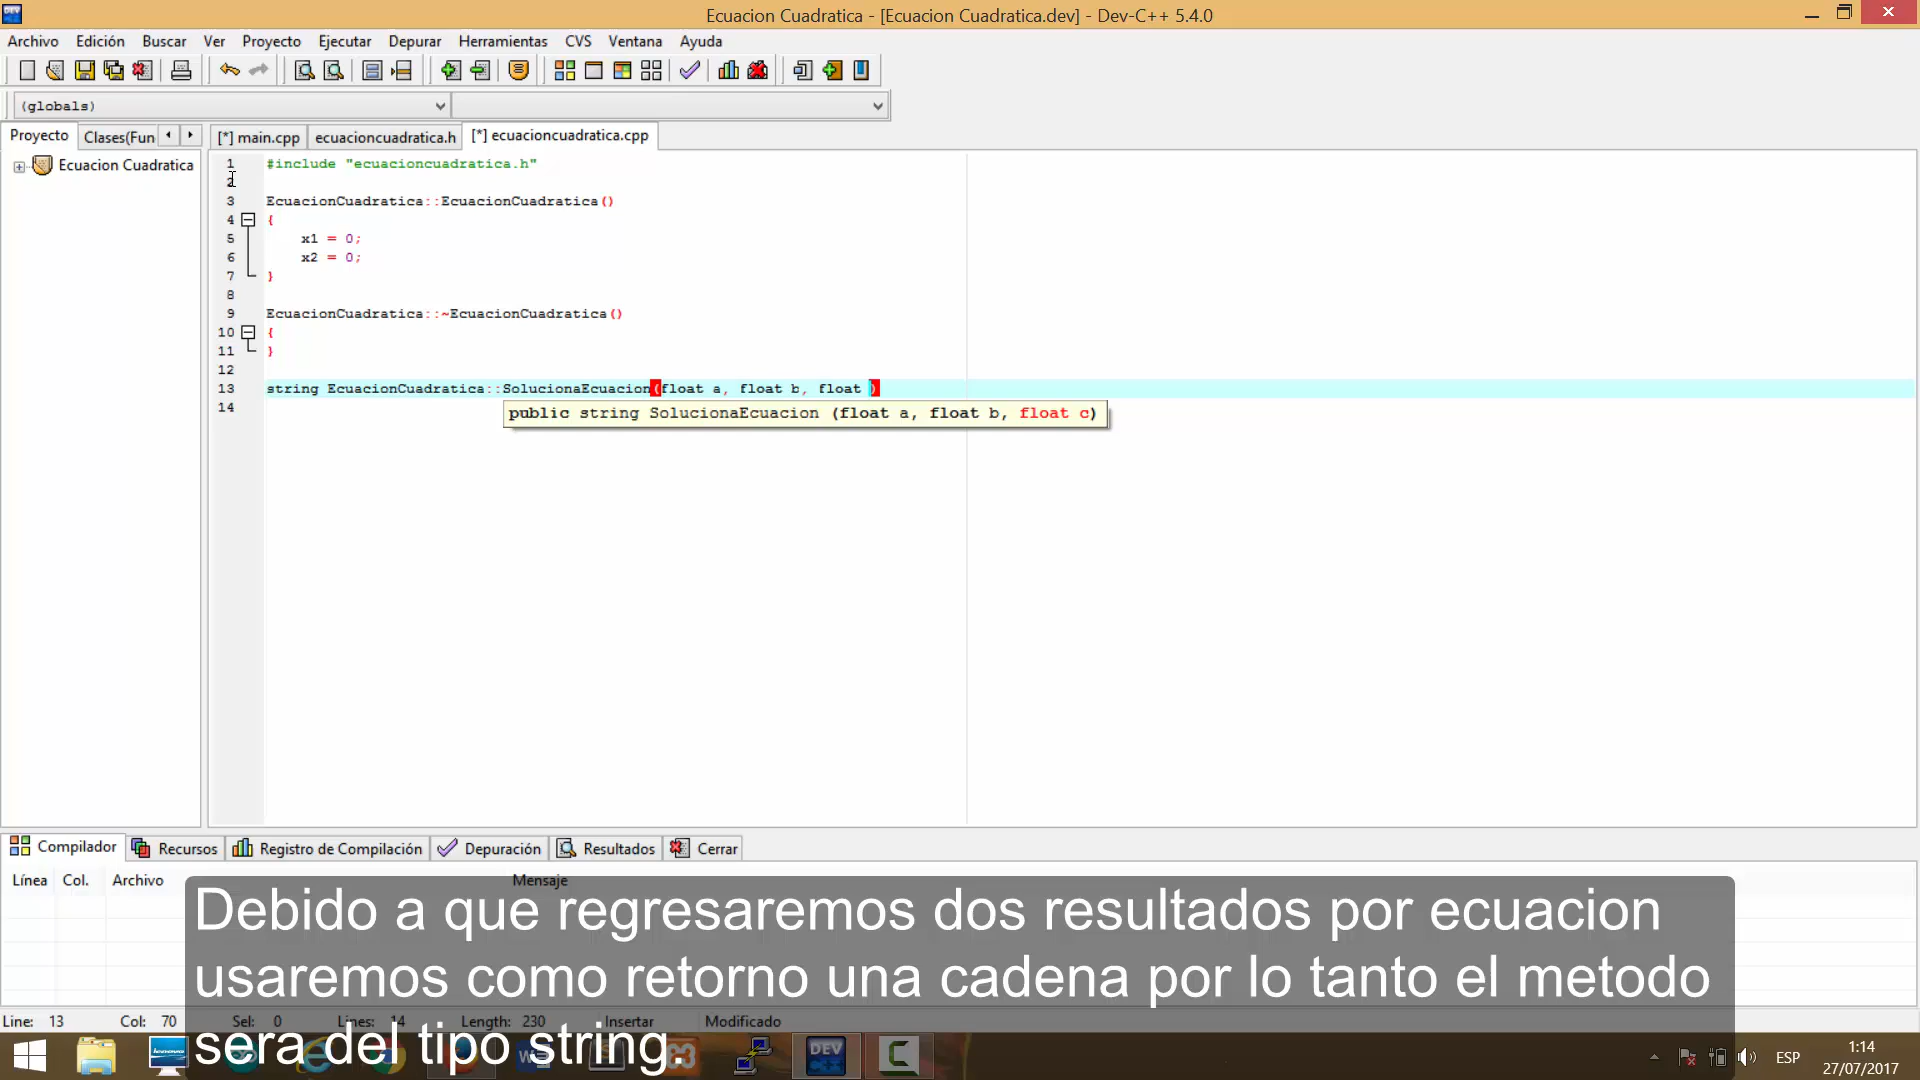 Ecuacion Cuadratica - [Ecuacion Cuadratica.dev] - Dev-C++ 5.4.0
Archivo Edición Buscar Ver Proyecto Ejecutar Depurar Herramientas CVS Ventana Ayuda
(globals)
Proyecto Clases(Fun [*] main.cpp ecuacioncuadratica.h [*] ecuacioncuadratica.cpp
Ecuacion Cuadratica
1 #include "ecuacioncuadratica.h"
2
3 EcuacionCuadratica::EcuacionCuadratica()
4 {
5 x1 = 0;
6 x2 = 0;
7 }
8
9 EcuacionCuadratica::~EcuacionCuadratica()
10 {
11 }
12
13 string EcuacionCuadratica::SolucionaEcuacion(float a, float b, float )
14
public string SolucionaEcuacion (float a, float b, float c)
Compilador Recursos Registro de Compilación Depuración Resultados Cerrar
Línea Col. Archivo Mensaje
Debido a que regresaremos dos resultados por ecuacion
usaremos como retorno una cadena por lo tanto el metodo
sera del tipo string.
Line: 13 Col: 70 Sel: 0 Lines: 14 Length: 230 Insertar Modificado
DEV
ESP
1:14
27/07/2017